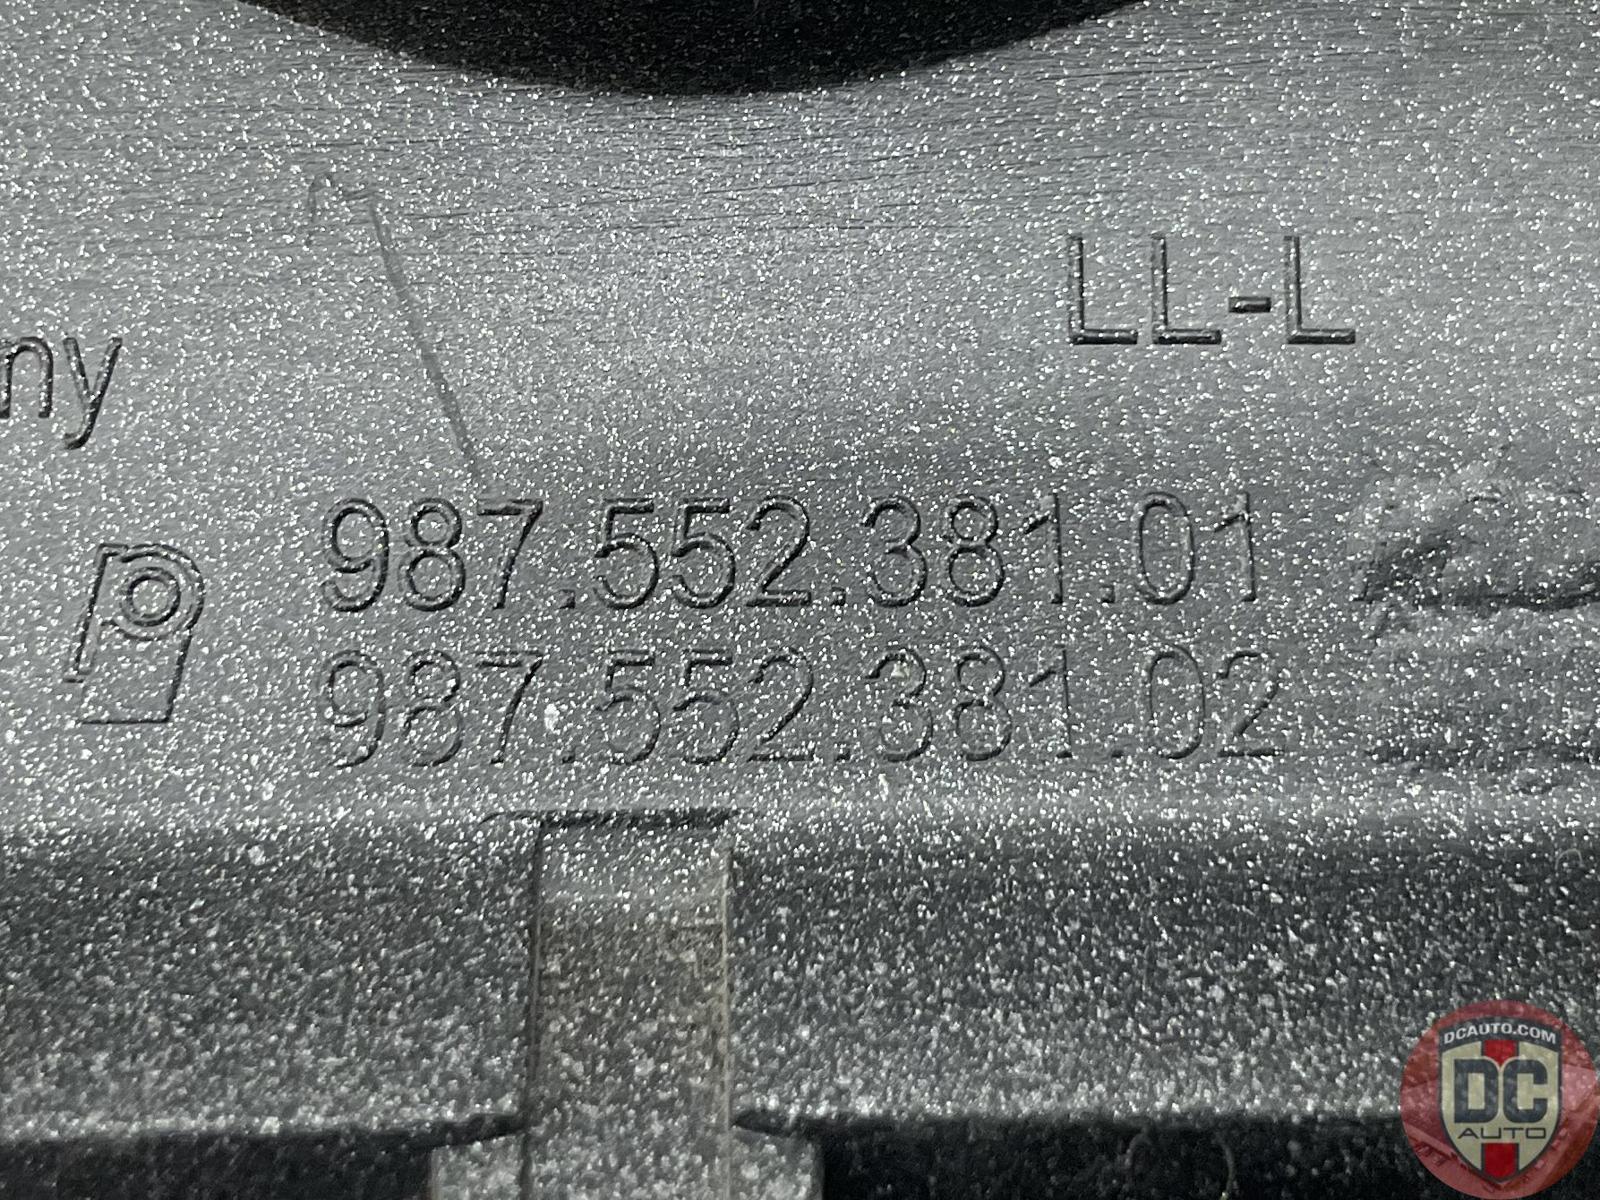 LL-L
ny
987.552.381.01
987.552.381.02
DCAUTO.COM
DC
AUTO